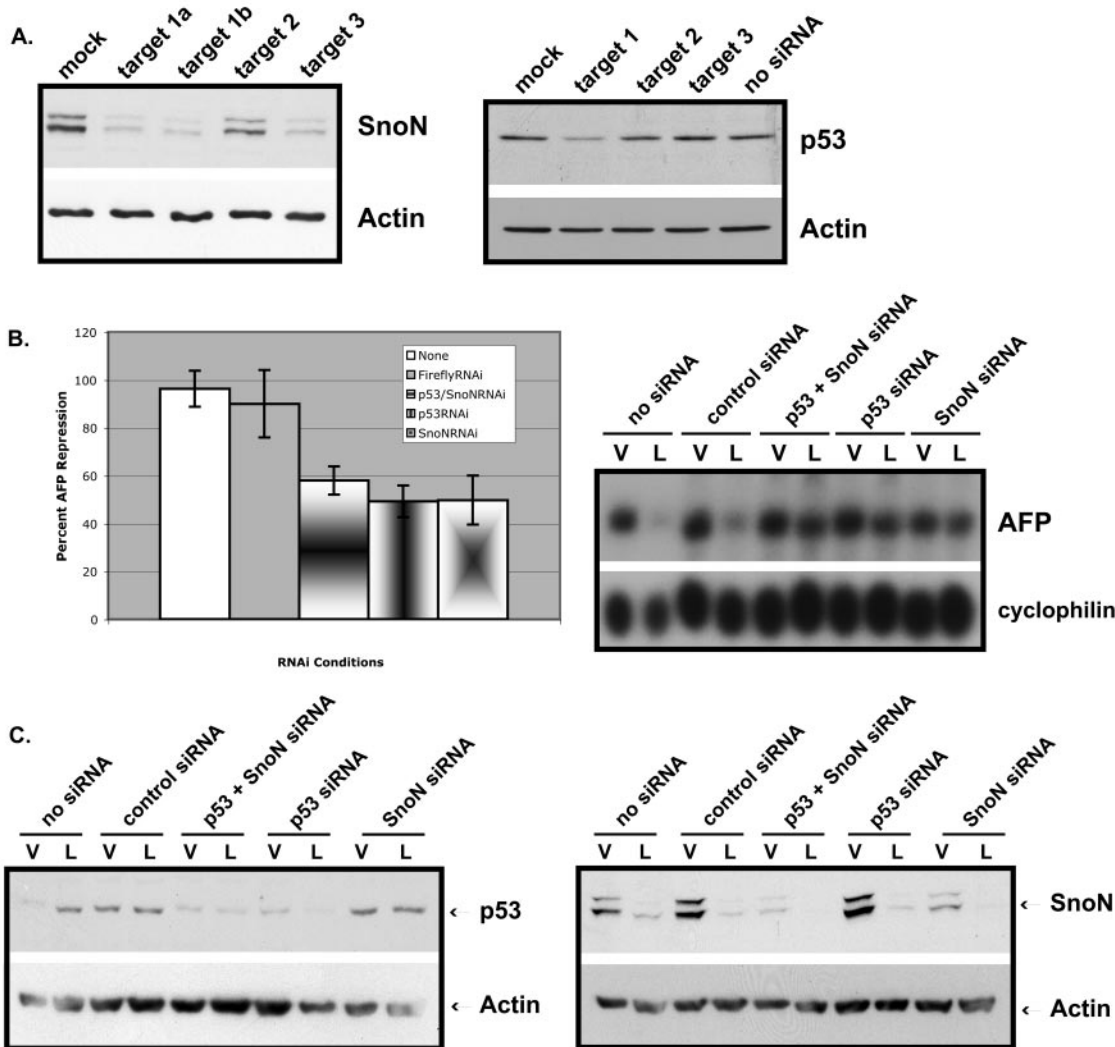 A.
mock
target 1a
target 1b
target 2
target 3
SnoN
Actin
mock
target 1
target 2
target 3
no siRNA
p53
Actin
B.
120
100
80
60
40
20
0
Percent AFP Repression
RNAi Conditions
None
FireflyRNAi
p53/SnoNRNAi
p53RNAi
SnoNRNAi
no siRNA
control siRNA
p53 + SnoN siRNA
p53 siRNA
SnoN siRNA
V L V L V L V L V L
AFP
cyclophilin
C.
no siRNA
control siRNA
p53 + SnoN siRNA
p53 siRNA
SnoN siRNA
V L V L V L V L V L
p53
Actin
no siRNA
control siRNA
p53 + SnoN siRNA
p53 siRNA
SnoN siRNA
V L V L V L V L V L
SnoN
Actin